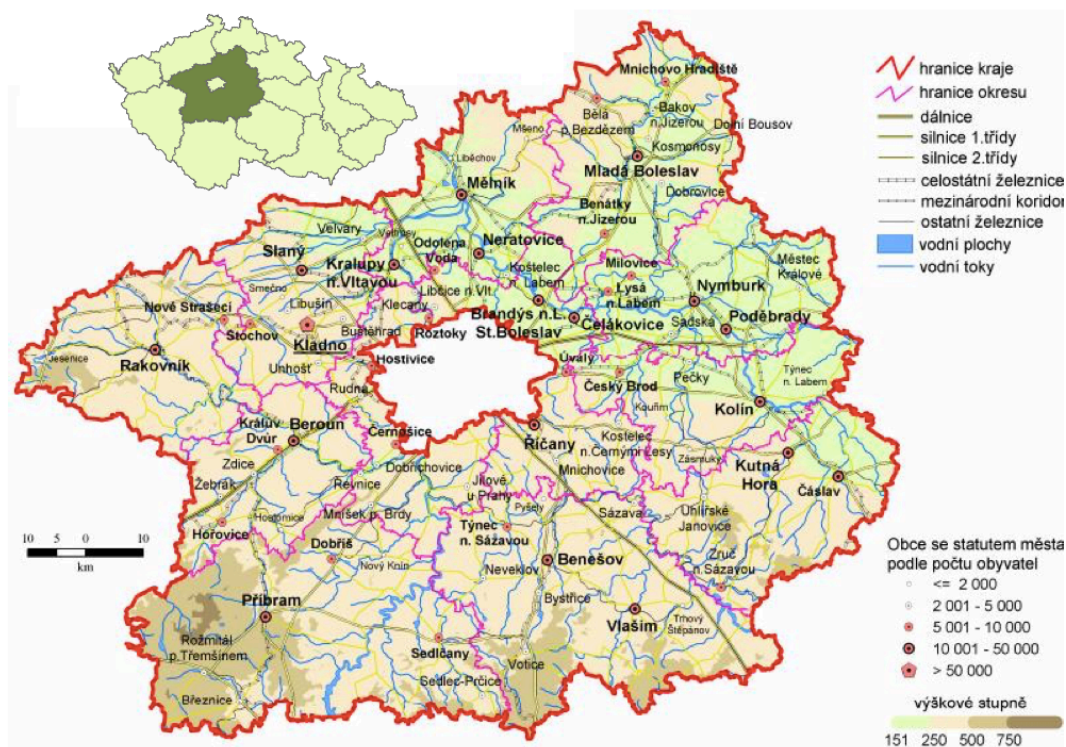 Mnichovo Hradiště
Bělá
p.Bezdězem
Bakov
n.Jizerou
Dolní Bousov
Kosmonosy
Mšeno
Liběchov
Mladá Boleslav
Mělník
Dobrovice
Benátky
n.Jizerou
Velvary
Veltrusy
Odolena
Voda
Neratovice
Slaný
Kralupy
n.Vltavou
Koštelec
n. Labem
Milovice
Městec
Králové
Smečno
Libušín
Libčice n.Vlt.
Klecany
Lysá
n.Labem
Nymburk
Nové Strašecí
Stochov
Buštěhrad
Roztoky
Brandýs n.L.
St.Boleslav
Čelákovice
Sadská
Poděbrady
Kladno
Jesenice
Rakovník
Unhošť
Hostivice
Úvaly
Český Brod
Pečky
Týnec
n. Labem
Rudná
Kouřim
Kolín
Králův
Dvůr
Beroun
Černošice
Říčany
Kostelec
n.Černými Lesy
Zásmuky
Kutná
Hora
Čáslav
Zdice
Žebrák
Dobřichovice
Mnichovice
Řevnice
Jílové
u Prahy
Pyšely
Sázava
Uhlířské
Janovice
Hostomice
Mníšek p. Brdy
Hořovice
Dobříš
Týnec
n. Sázavou
Nový Knín
Benešov
Zruč
n.Sázavou
Neveklov
Bystřice
Příbram
Vlašim
Trhový
Štěpánov
Rožmitál
p.Třemšínem
Sedlčany
Votice
Sedlec-Prčice
Březnice
10 5 0 10
km
hranice kraje
hranice okresu
dálnice
silnice 1.třídy
silnice 2.třídy
celostátní železnice
mezinárodní koridor
ostatní železnice
vodní plochy
vodní toky
Obce se statutem města
podle počtu obyvatel
<= 2 000
2 001 - 5 000
5 001 - 10 000
10 001 - 50 000
> 50 000
výškové stupně
151 250 500 750